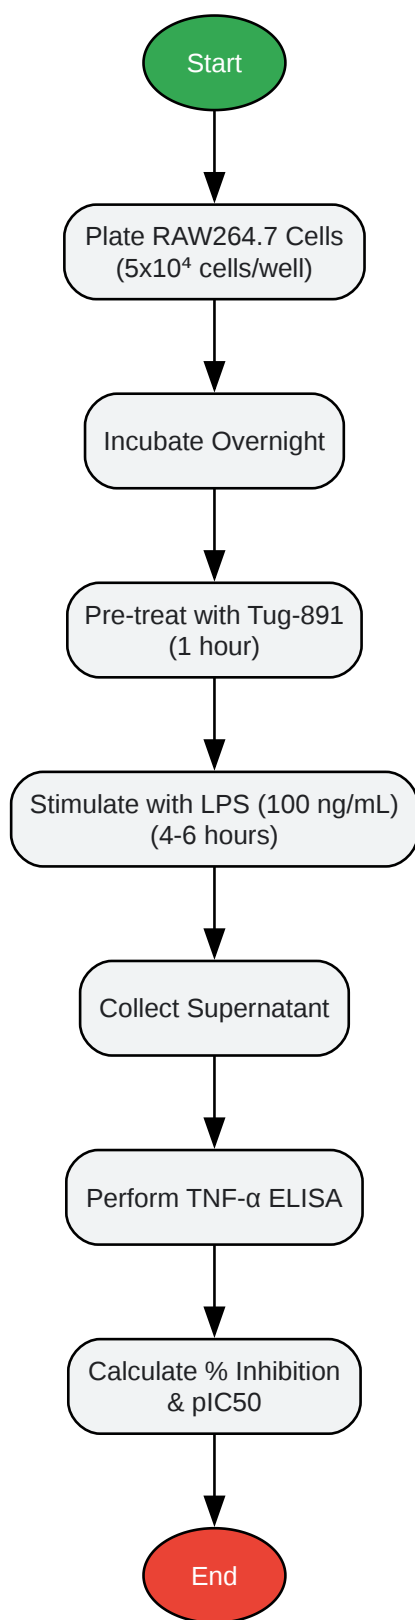 Start
Plate RAW264.7 Cells
(5x10⁴ cells/well)
Incubate Overnight
Pre-treat with Tug-891
(1 hour)
Stimulate with LPS (100 ng/mL)
(4-6 hours)
Collect Supernatant
Perform TNF-α ELISA
Calculate % Inhibition
& pIC50
End